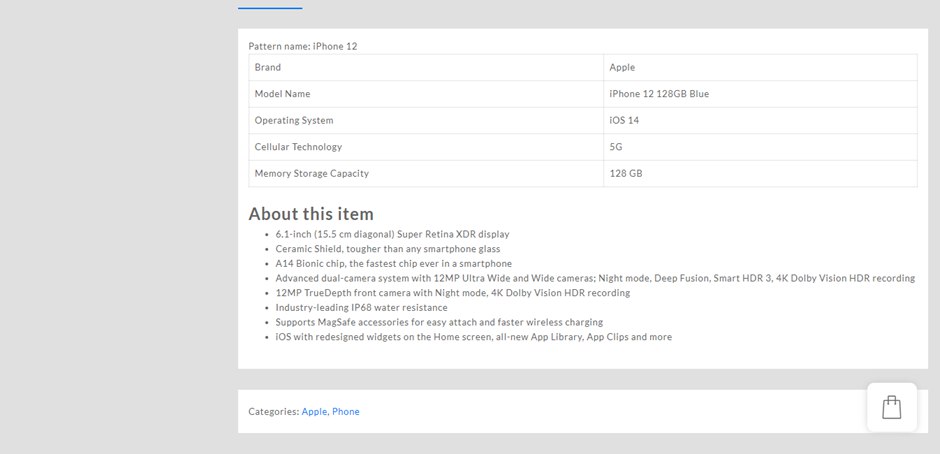 Pattern name: iPhone 12
Brand Apple
Model Name iPhone 12 128GB Blue
Operating System iOS 14
Cellular Technology 5G
Memory Storage Capacity 128 GB
About this item
• 6.1-inch (15.5 cm diagonal) Super Retina XDR display
• Ceramic Shield, tougher than any smartphone glass
• A14 Bionic chip, the fastest chip ever in a smartphone
• Advanced dual-camera system with 12MP Ultra Wide and Wide cameras; Night mode, Deep Fusion, Smart HDR 3, 4K Dolby Vision HDR recording
• 12MP TrueDepth front camera with Night mode, 4K Dolby Vision HDR recording
• Industry-leading IP68 water resistance
• Supports MagSafe accessories for easy attach and faster wireless charging
• iOS with redesigned widgets on the Home screen, all-new App Library, App Clips and more
Categories: Apple, Phone